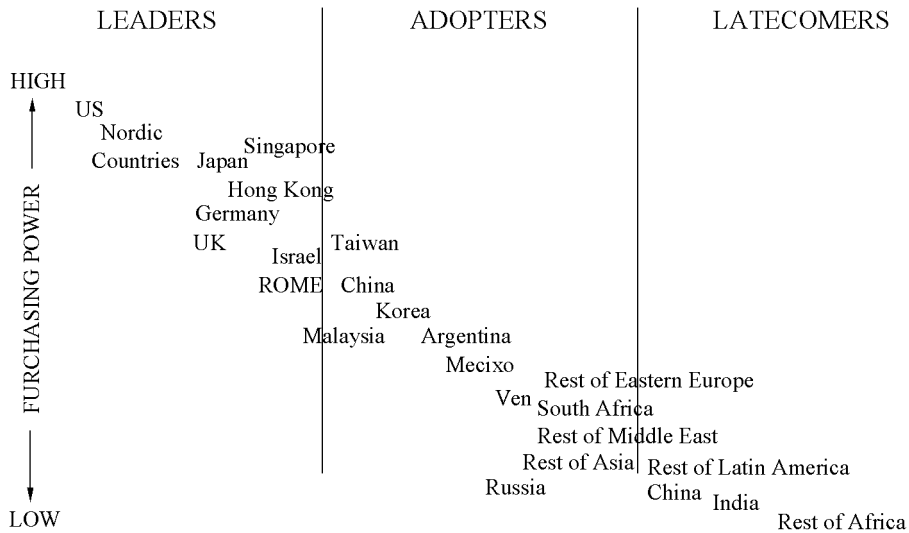 LEADERS
ADOPTERS
LATECOMERS
HIGH
US
Nordic
Countries
Japan
Singapore
Hong Kong
Germany
UK
Israel
Taiwan
ROME
China
Korea
Malaysia
Argentina
Mecixo
Rest of Eastern Europe
Ven
South Africa
Rest of Middle East
Rest of Asia
Rest of Latin America
Russia
China
India
Rest of Africa
FURCHASING POWER
LOW